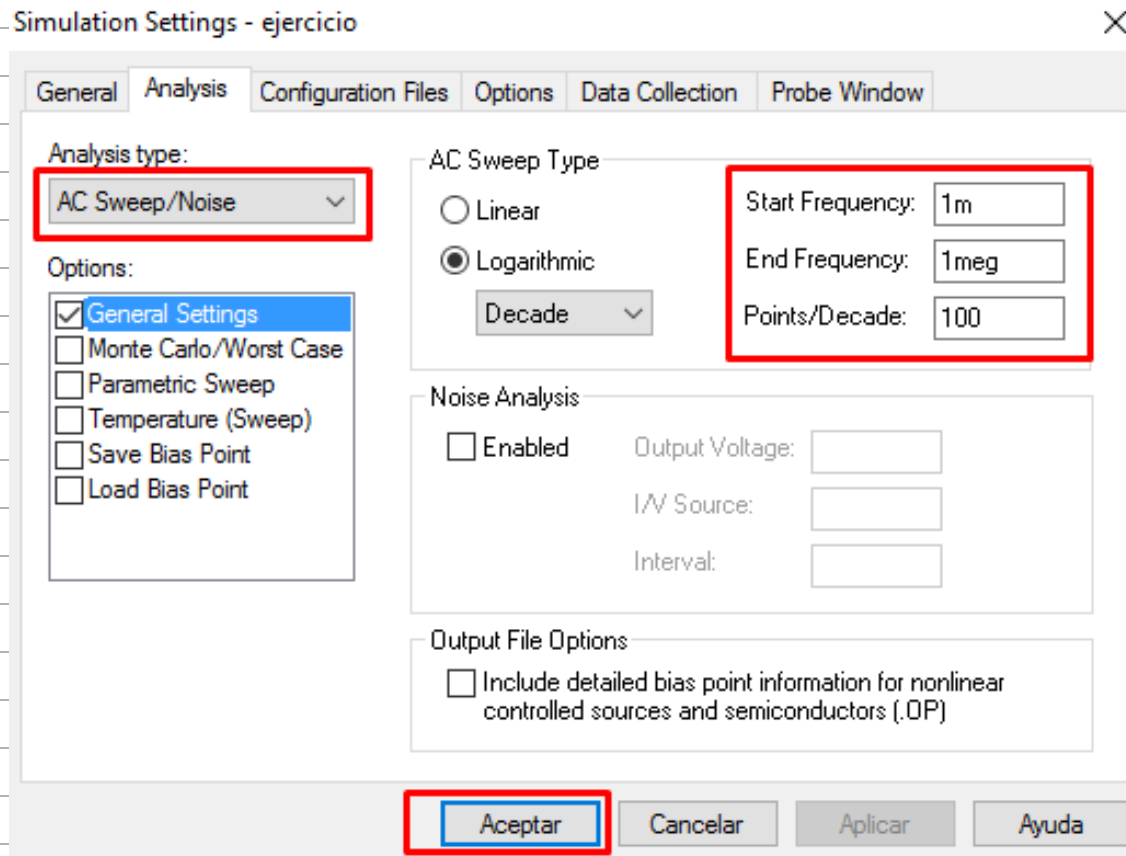 Simulation Settings - ejercicio
General Analysis Configuration Files Options Data Collection Probe Window
Analysis type:
AC Sweep/Noise
Options:
General Settings
Monte Carlo/Worst Case
Parametric Sweep
Temperature (Sweep)
Save Bias Point
Load Bias Point
AC Sweep Type
Linear
Logarithmic
Decade
Start Frequency: 1m
End Frequency: 1meg
Points/Decade: 100
Noise Analysis
Enabled
Output Voltage:
I/V Source:
Interval:
Output File Options
Include detailed bias point information for nonlinear
controlled sources and semiconductors (.OP)
Aceptar Cancelar Aplicar Ayuda